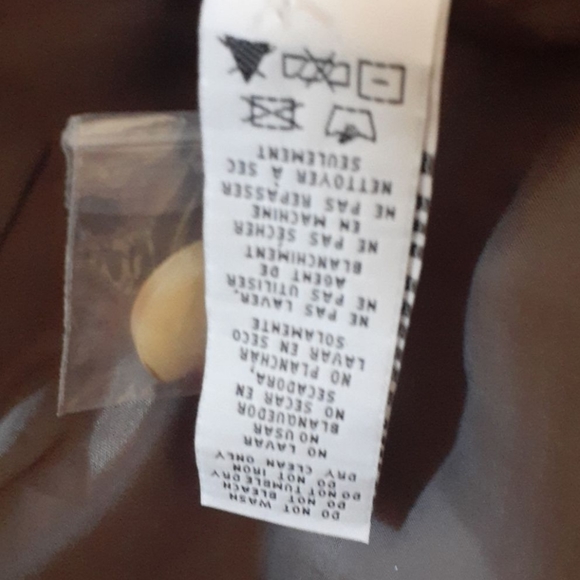 DO NOT WASH
DO NOT BLEACH
DO NOT TUMBLE DRY
DO NOT IRON
DRY CLEAN ONLY
NO LAVAR
NO USAR
BLANQUEDOR
NO SECAR EN
SECADORA,
NO PLANCHAR
LAVAR EN SECO
SOLAMENTE
NE PAS LAVER.
NE PAS UTILISER
AGENT DE
BLANCHIMENT
NE PAS SÉCHER
EN MACHINE
NE PAS REPASSER
NETTOYER À SEC
SEULEMENT